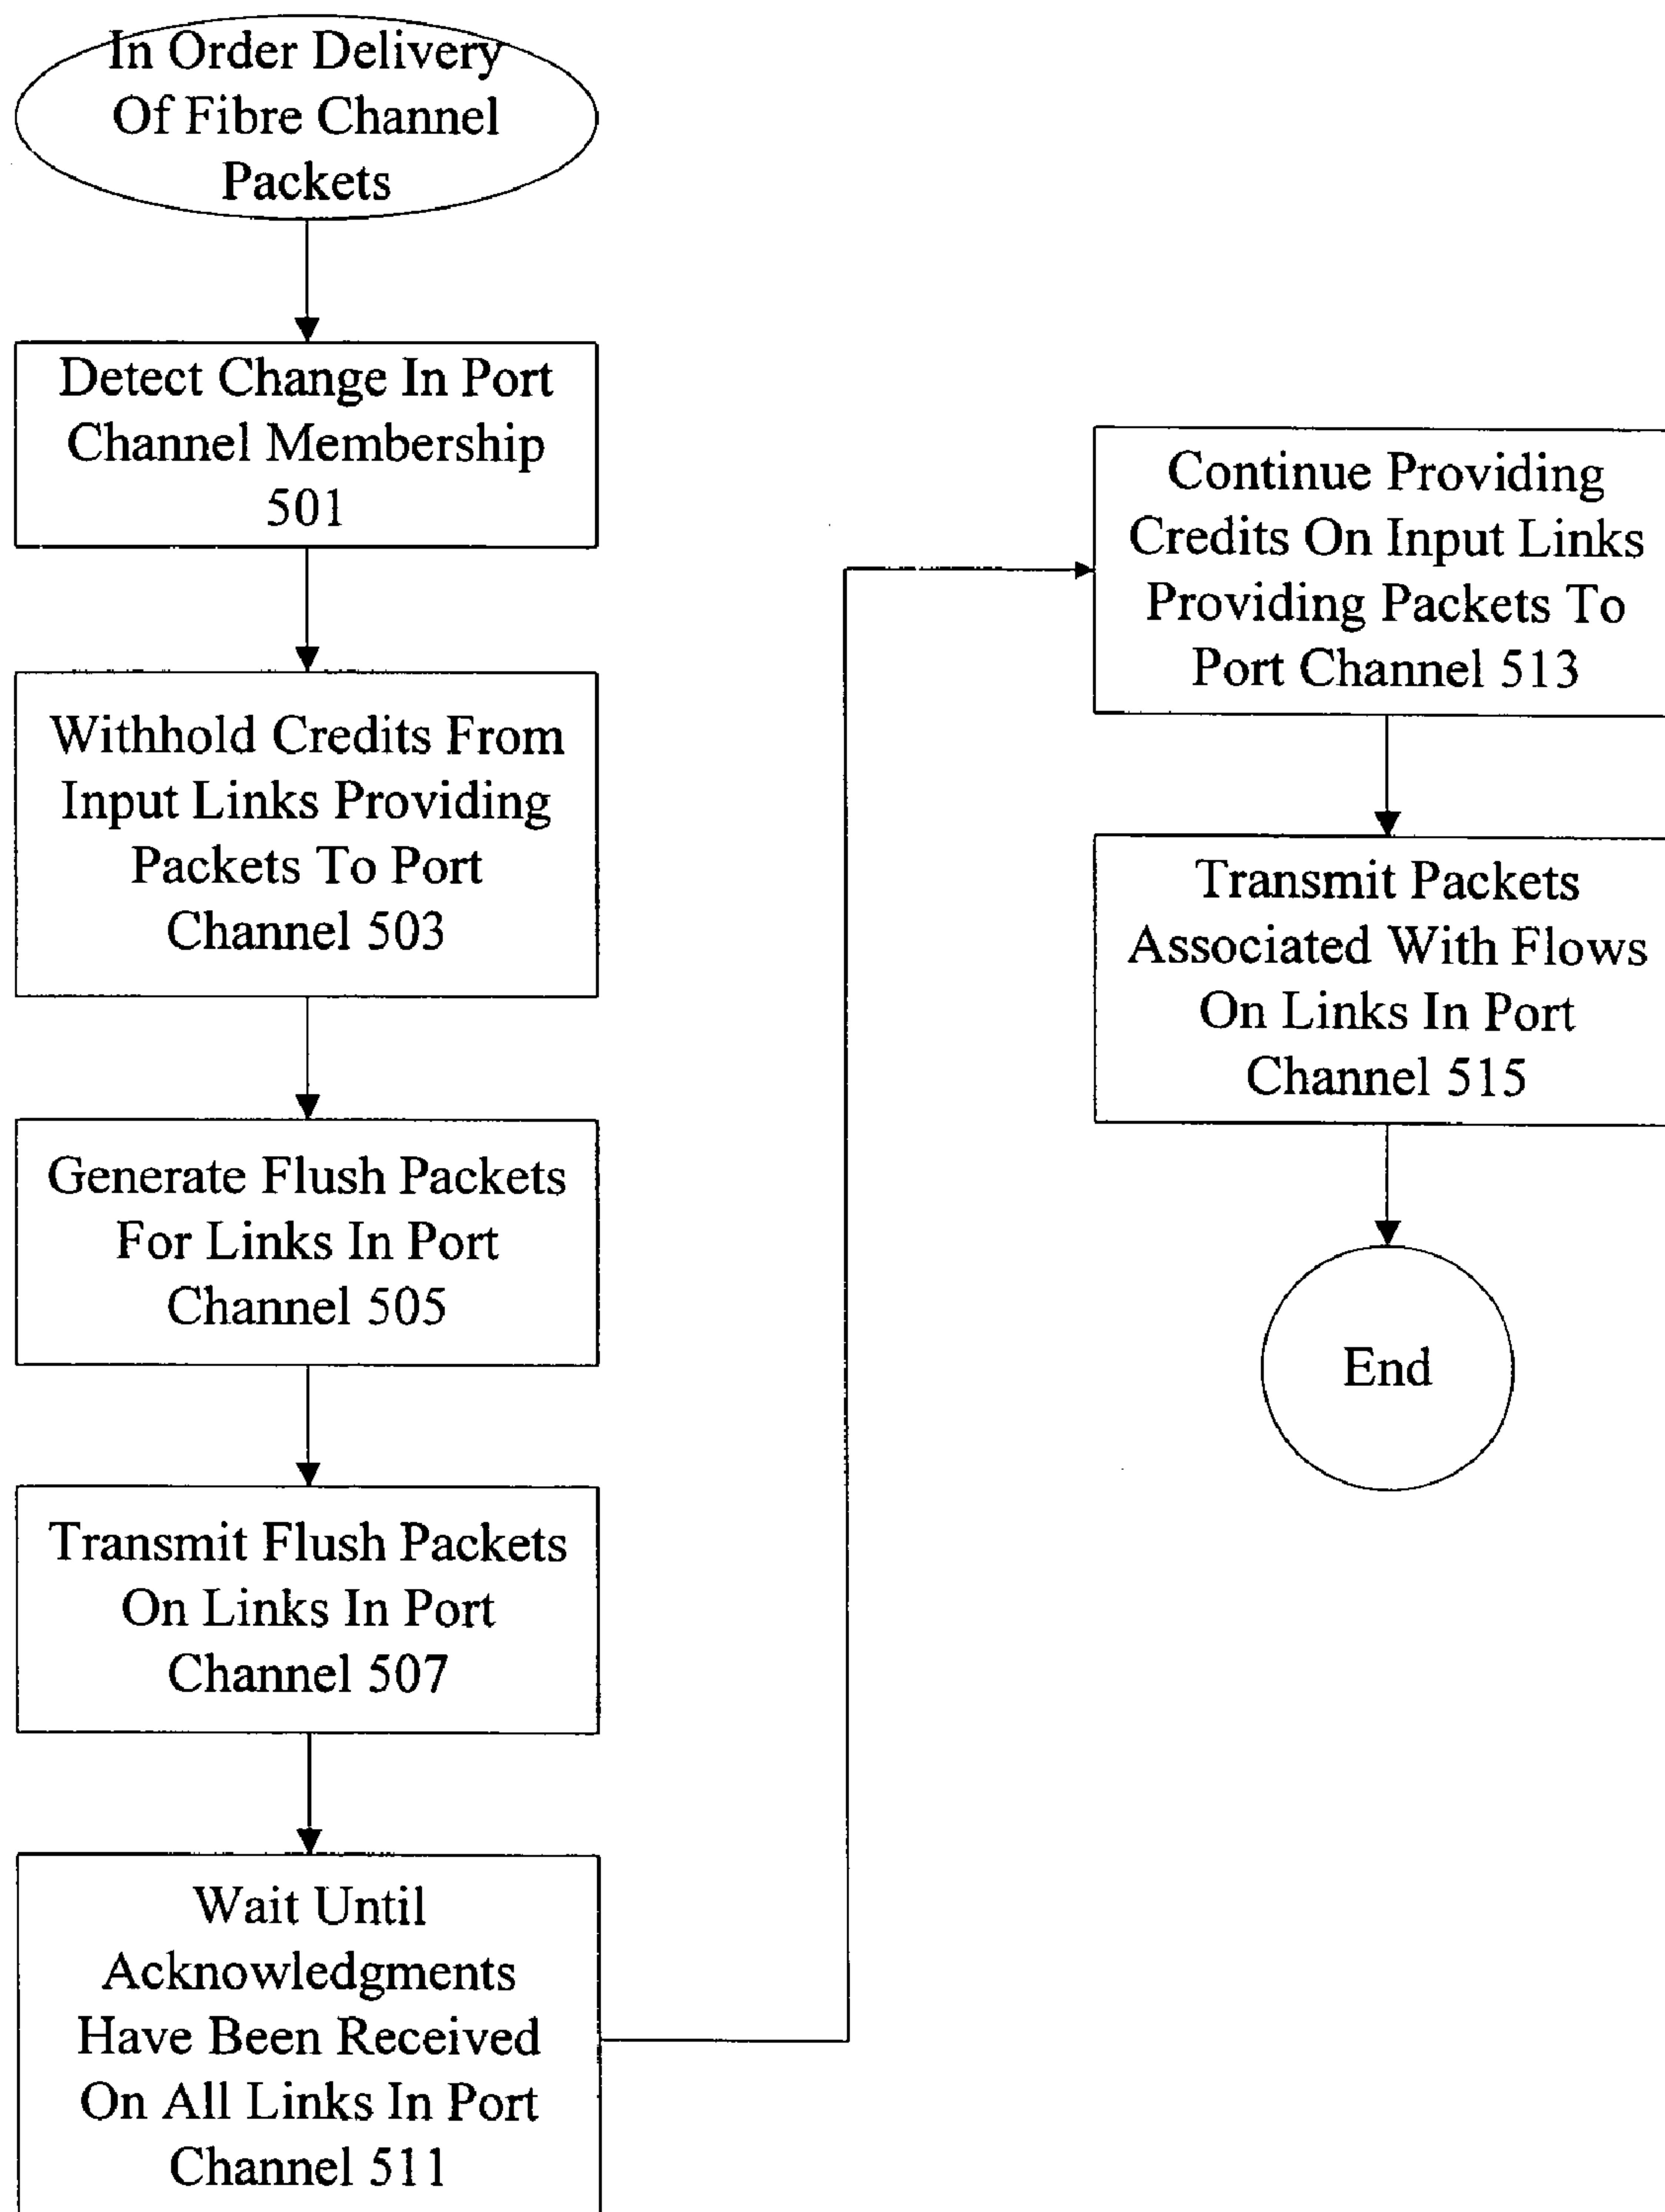 In Order Delivery
Of Fibre Channel
Packets
Detect Change In Port
Channel Membership
501
Withhold Credits From
Input Links Providing
Packets To Port
Channel 503
Generate Flush Packets
For Links In Port
Channel 505
Transmit Flush Packets
On Links In Port
Channel 507
Wait Until
Acknowledgments
Have Been Received
On All Links In Port
Channel 511
Continue Providing
Credits On Input Links
Providing Packets To
Port Channel 513
Transmit Packets
Associated With Flows
On Links In Port
Channel 515
End